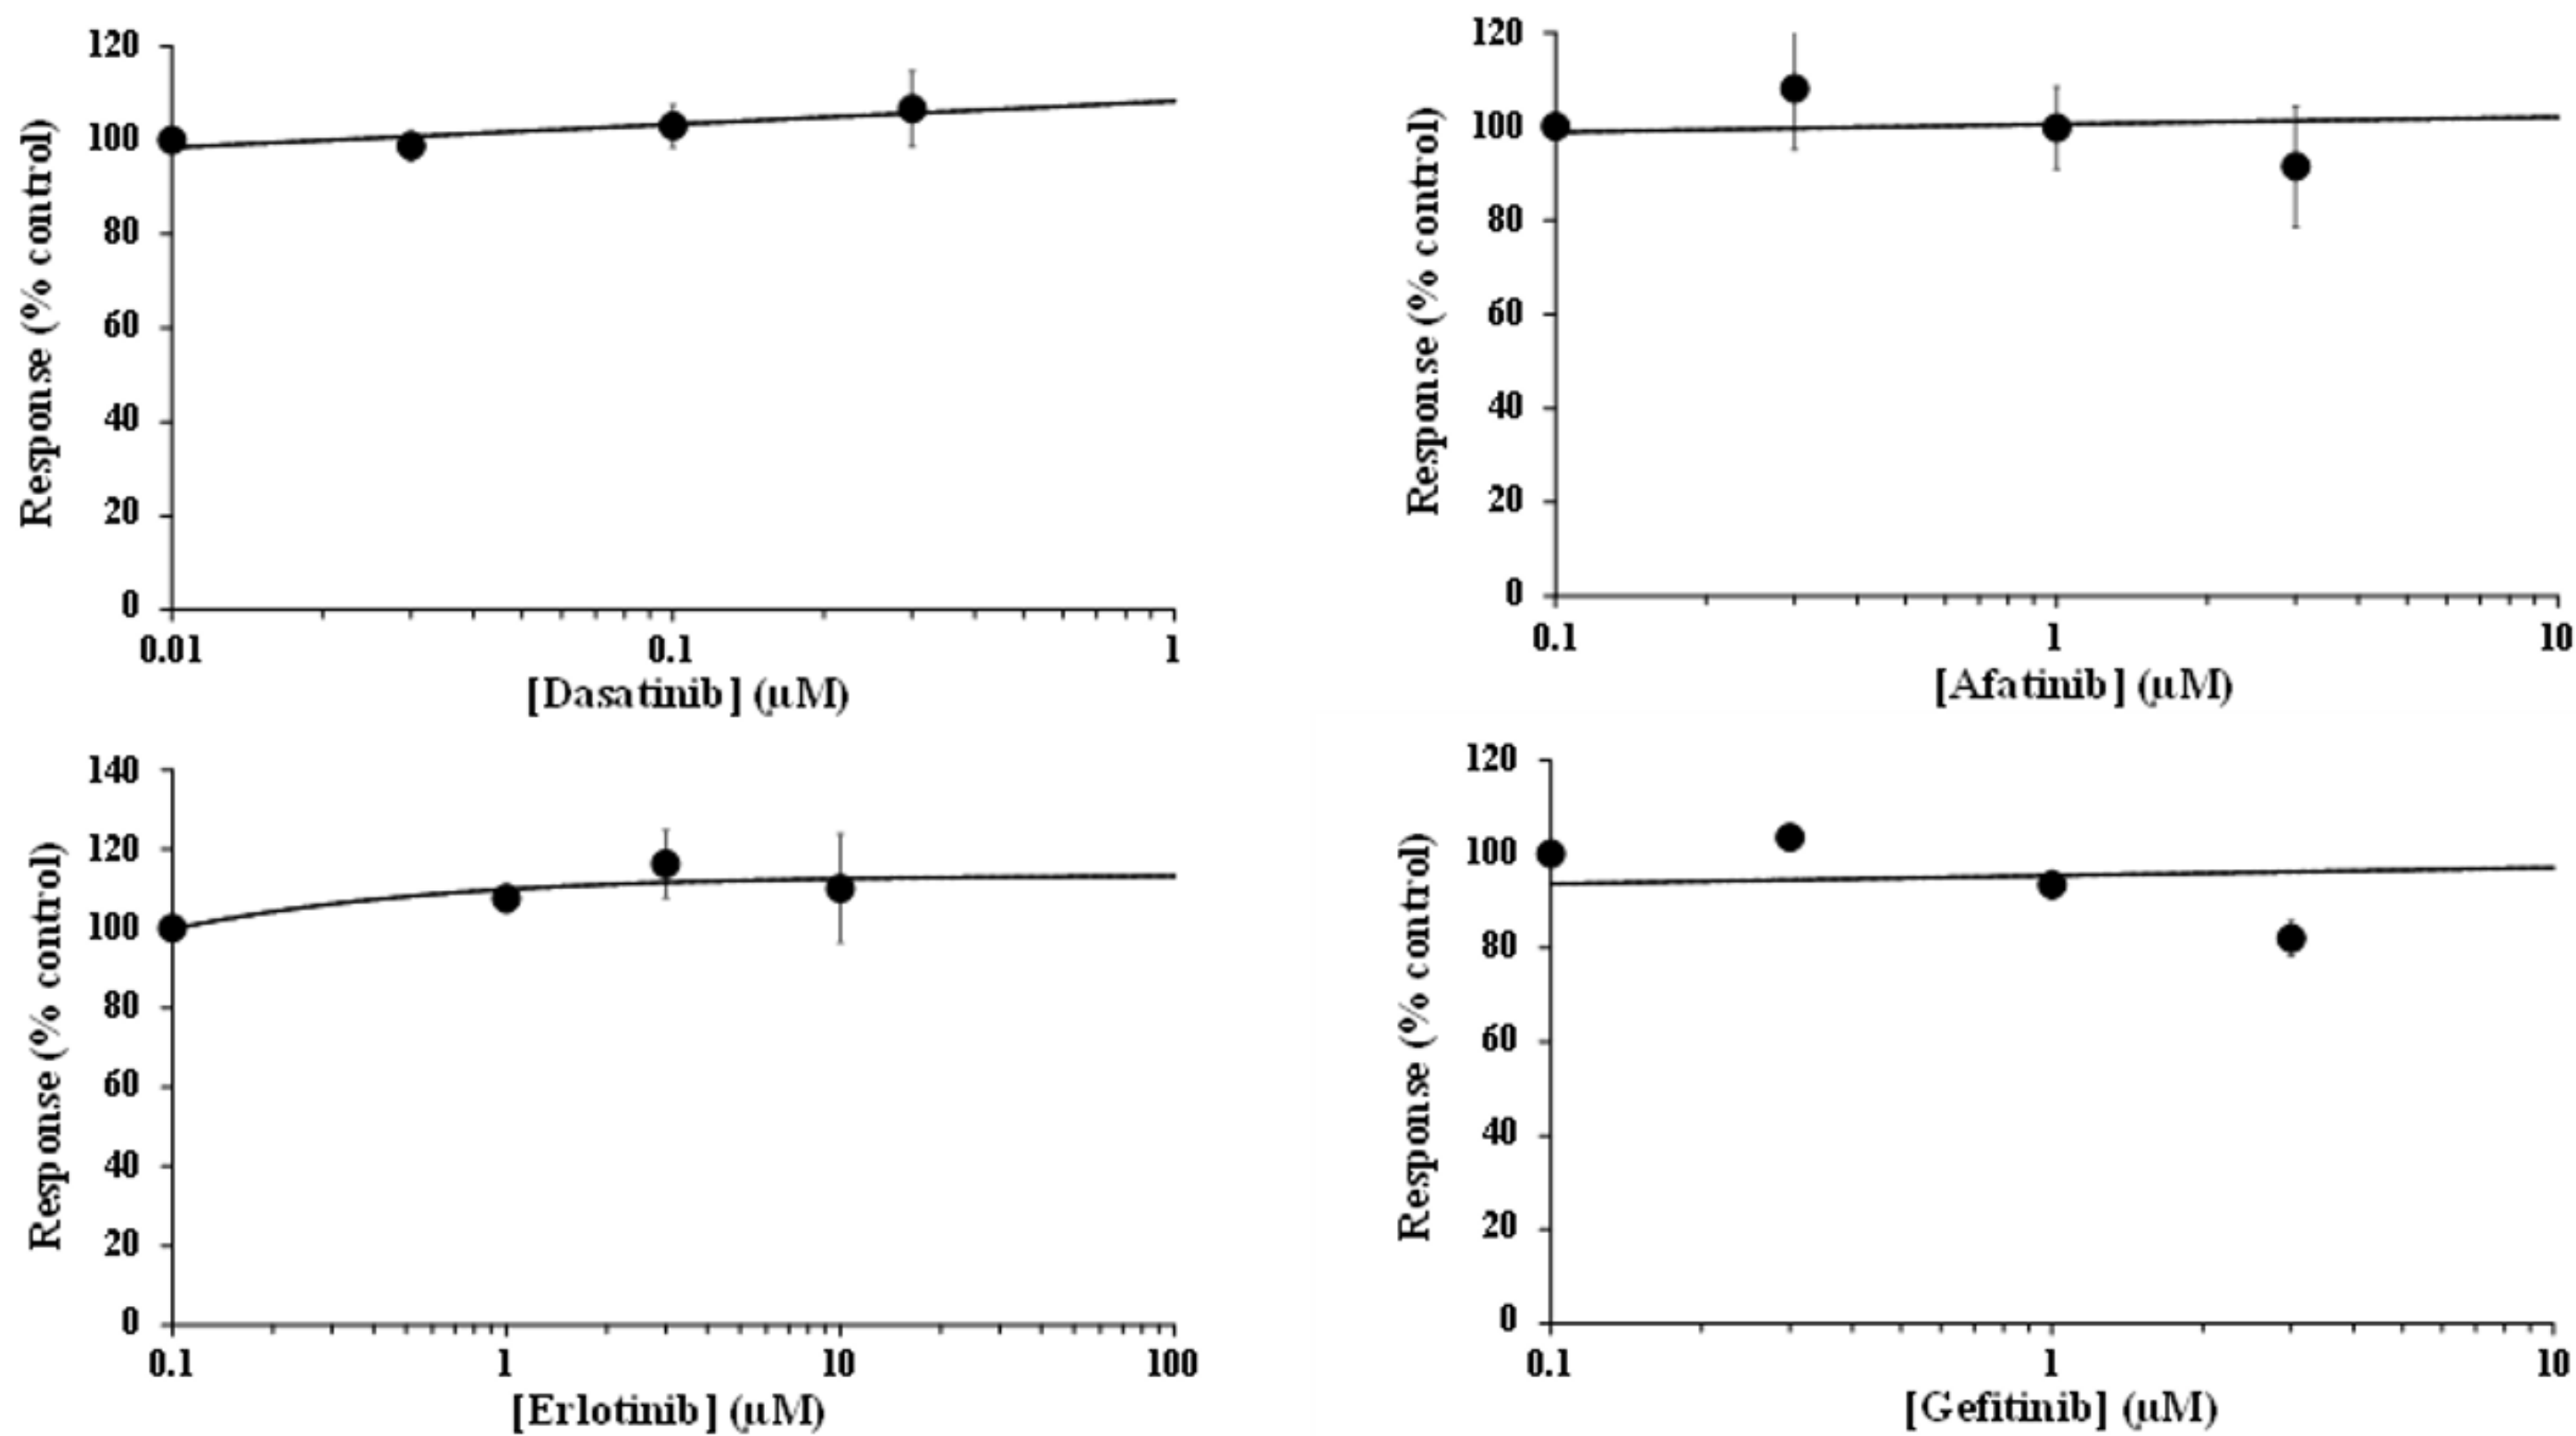 Response (% control)
120
100
80
60
40
20
0
0.01 0.1 1
[Dasatinib] (µM)
Response (% control)
120
100
80
60
40
20
0
0.1 1 10
[Afatinib] (µM)
Response (% control)
140
120
100
80
60
40
20
0
0.1 1 10 100
[Erlotinib] (µM)
Response (% control)
120
100
80
60
40
20
0
0.1 1 10
[Gefitinib] (µM)